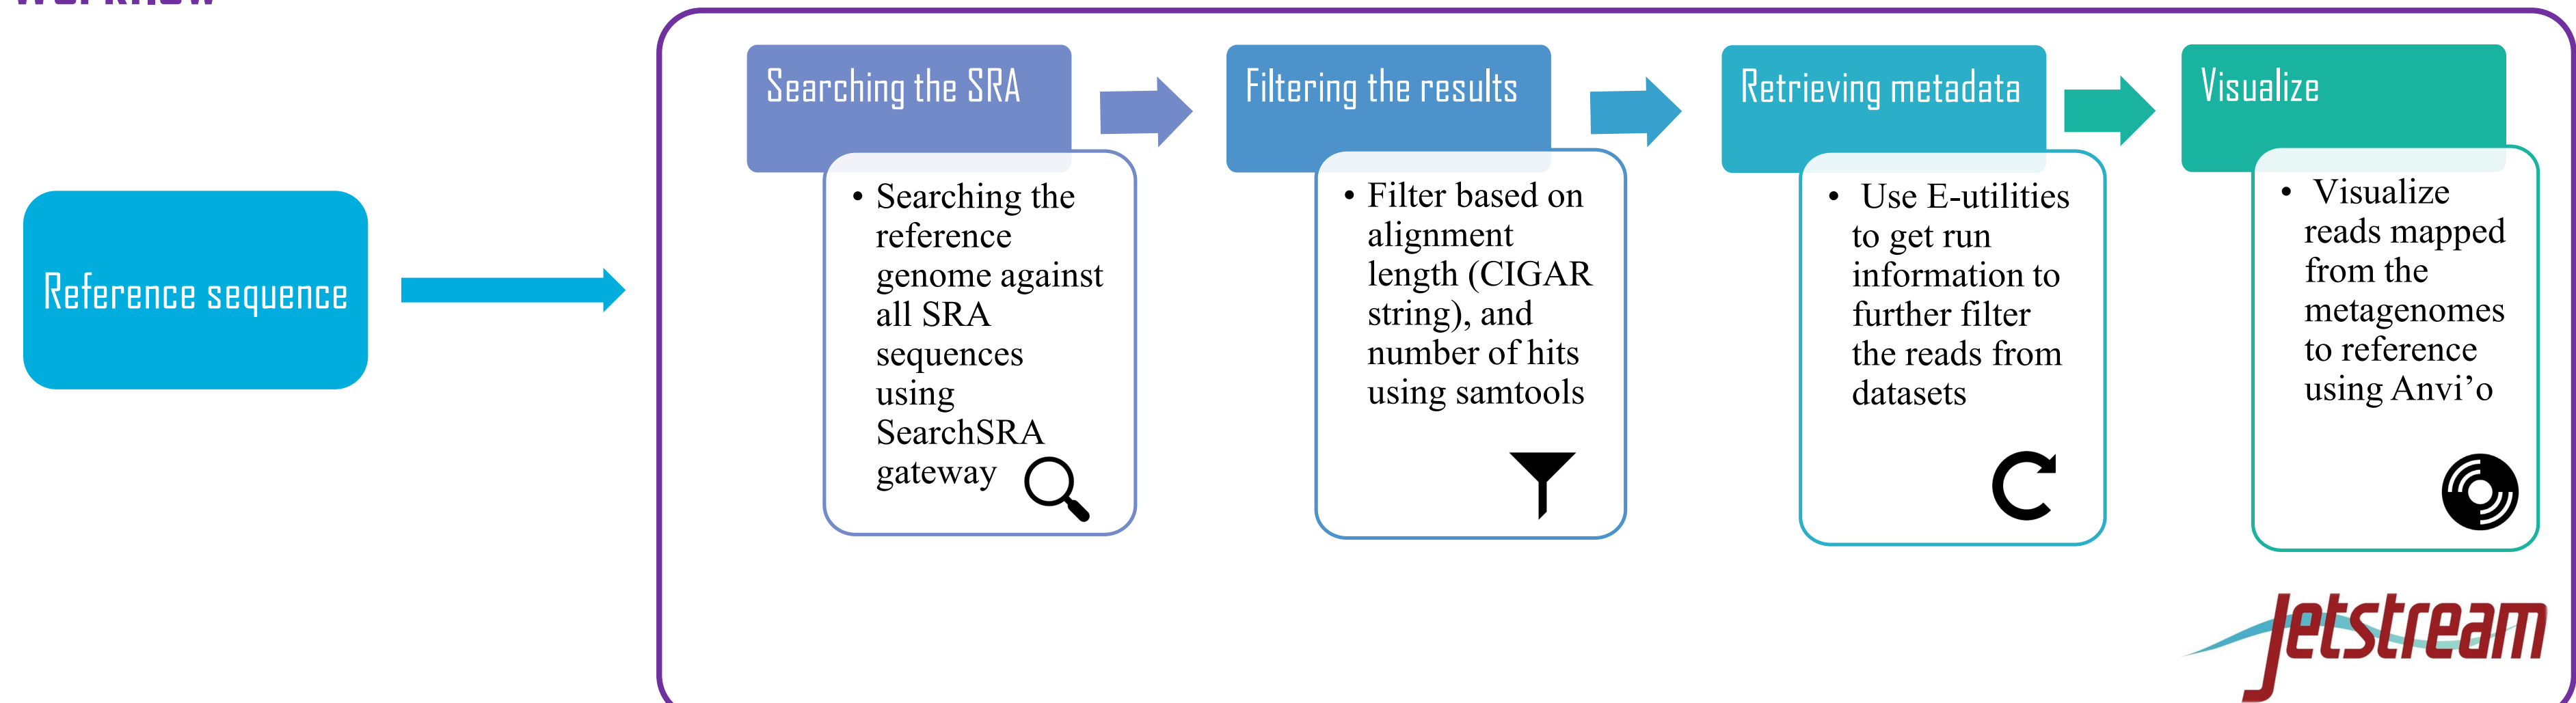 Workflow
Reference sequence
Searching the SRA
• Searching the
reference
genome against
all SRA
sequences
using
SearchSRA
gateway
Filtering the results
• Filter based on
alignment
length (CIGAR
string), and
number of hits
using samtools
Retrieving metadata
• Use E-utilities
to get run
information to
further filter
the reads from
datasets
Visualize
• Visualize
reads mapped
from the
metagenomes
to reference
using Anvi’o
Jetstream